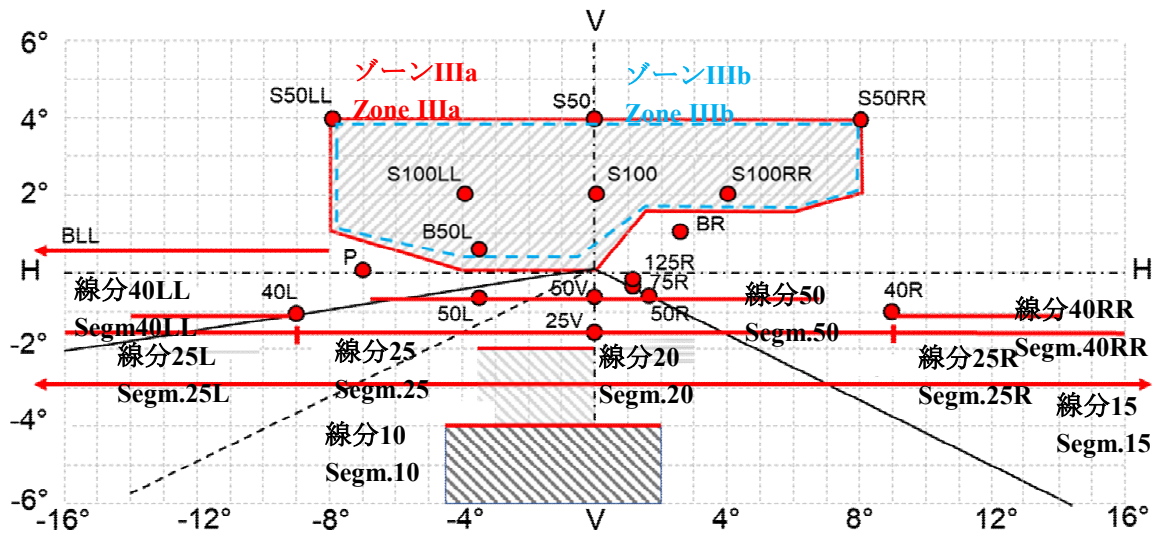 V
6°
ゾーンIIIa
Zone IIIa
ゾーンIIIb
Zone IIIb
S50LL
S50
S50RR
4°
S100LL
S100
S100RR
2°
BLL
B50L
BR
P
125R
H
H
線分40LL
Segm40LL
40L
50L
50V
75R
50R
線分50
Segm.50
40R
線分40RR
Segm.40RR
25V
-2°
線分25L
Segm.25L
線分25
Segm.25
線分20
Segm.20
線分25R
Segm.25R
線分15
Segm.15
-4°
線分10
Segm.10
-6°
-16°
-12°
-8°
-4°
V
4°
8°
12°
16°